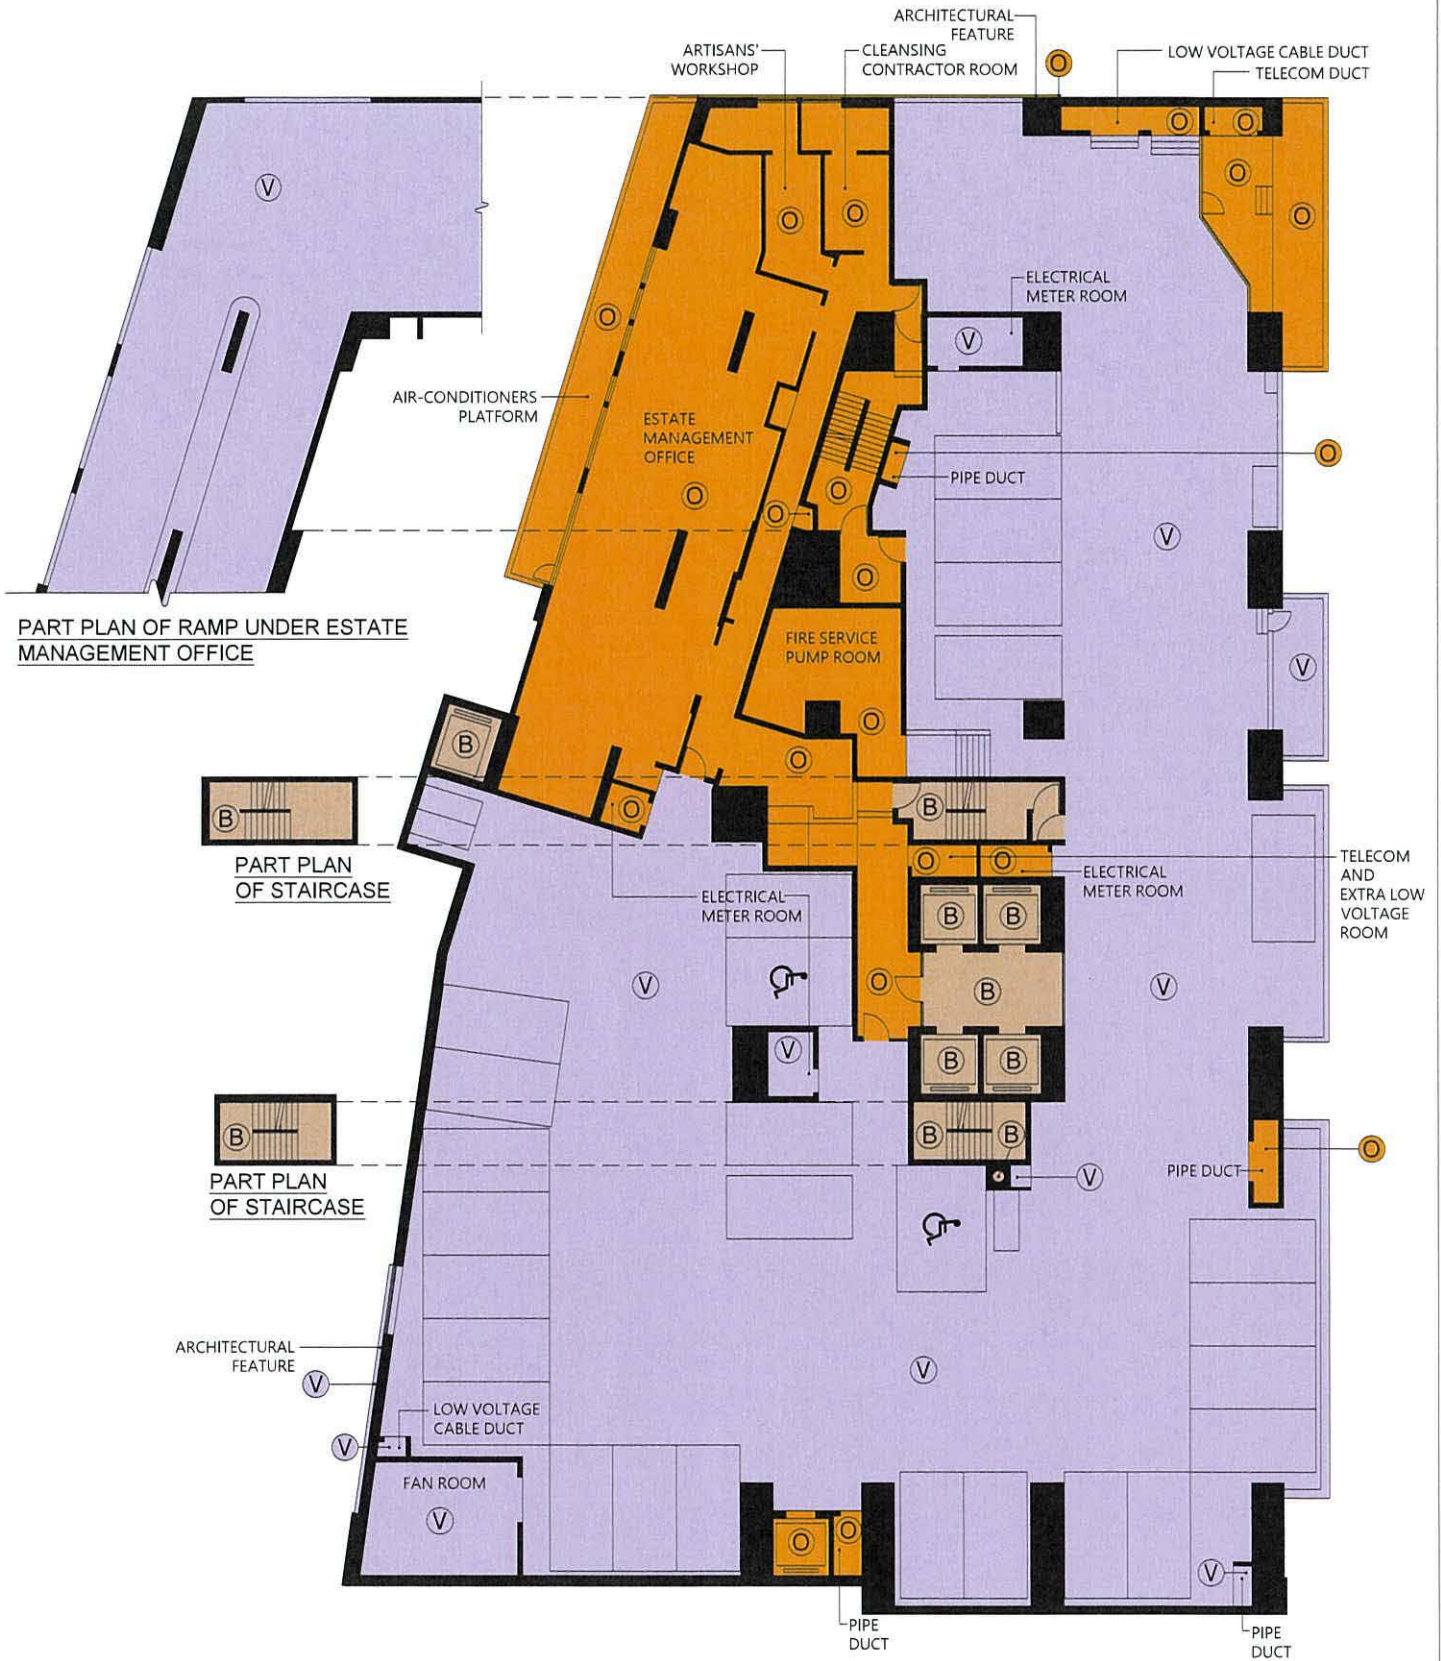 ARCHITECTURAL
FEATURE
O
ARTISANS'
WORKSHOP
CLEANSING
CONTRACTOR ROOM
LOW VOLTAGE CABLE DUCT
TELECOM DUCT
O
O
V
O
O
O
O
ELECTRICAL
METER ROOM
O
V
AIR-CONDITIONERS
PLATFORM
ESTATE
MANAGEMENT
OFFICE
O
PIPE DUCT
O
O
O
V
O
PART PLAN OF RAMP UNDER ESTATE
MANAGEMENT OFFICE
FIRE SERVICE
PUMP ROOM
V
O
B
O
B
O
B
PART PLAN
OF STAIRCASE
O
O
TELECOM
AND
EXTRA LOW
VOLTAGE
ROOM
ELECTRICAL
METER ROOM
ELECTRICAL
METER ROOM
B
B
V
O
B
V
V
B
B
B
B
B
O
PIPE DUCT
V
PART PLAN
OF STAIRCASE
ARCHITECTURAL
FEATURE
V
V
LOW VOLTAGE
CABLE DUCT
V
FAN ROOM
V
O
O
V
PIPE
DUCT
PIPE
DUCT